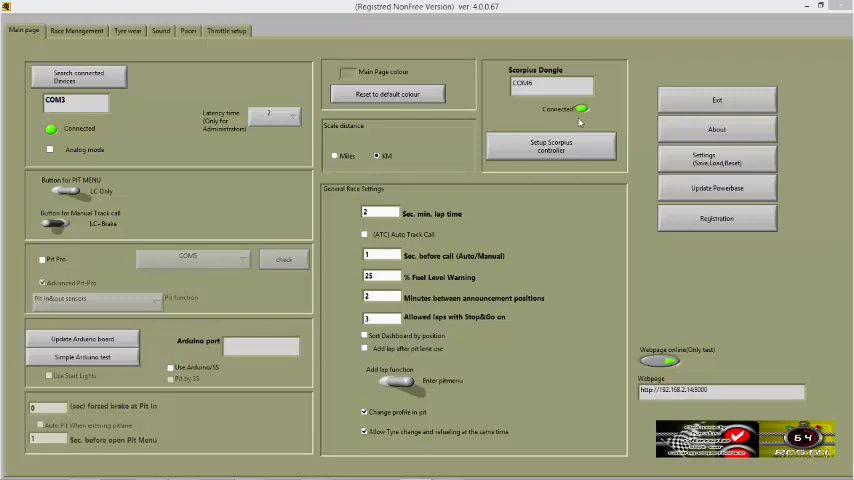 (Registred NonFree Version) ver. 4.0.0.67
Main page
Race Management
Tyre wear
Sound
Pacer
Throttle setup
Search connected
Devices
COM3
Connected
Analog mode
Latency time
(Only for
Administrators)
2
Button for PIT MENU
LC Only
Button for Manual Track call
LC+Brake
Pit Pro
COM5
check
Advanced Pit-Pro
Pit in&out sensors
Pit function
Update Arduino board
Simple Arduino test
Arduino port
Use Arduino/SS
Use Start Lights
Pit by SS
0
(sec) forced brake at Pit In
Auto Pit When entering pitlane
1
Sec. before open Pit Menu
Main Page colour
Reset to default colour
Scale distance
Miles
KM
Scorpius Dongle
COM6
Connected
Setup Scorpius
controller
General Race Settings
2
Sec. min. lap time
(ATC) Auto Track Call
1
Sec. before call (Auto/Manual)
25
% Fuel Level Warning
2
Minutes between announcement positions
3
Allowed laps with Stop&Go on
Sort Dashboard by position
Add lap after pit lane use
Add lap function
Enter pitmenu
Change profile in pit
Allow Tyre change and refueling at the same time
Exit
About
Settings
(Save,Load,Reset)
Update Powerbase
Registration
Webpage online(Only test)
Webpage
http://192.168.2.14:8000
64